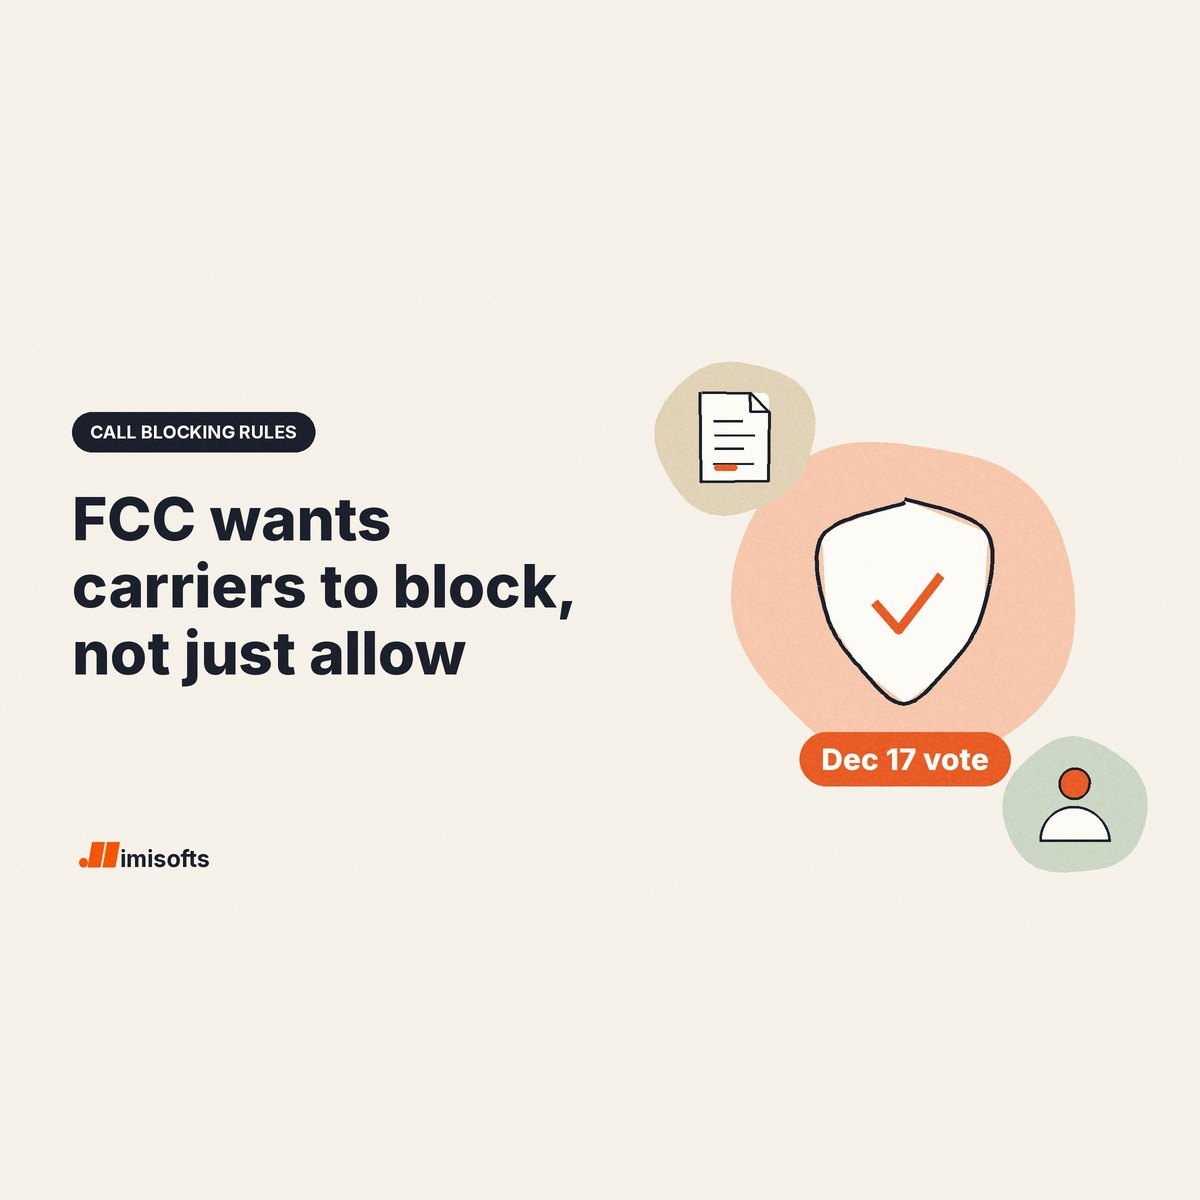 CALL BLOCKING RULES
FCC wants
carriers to block,
not just allow
Dec 17 vote
imisofts